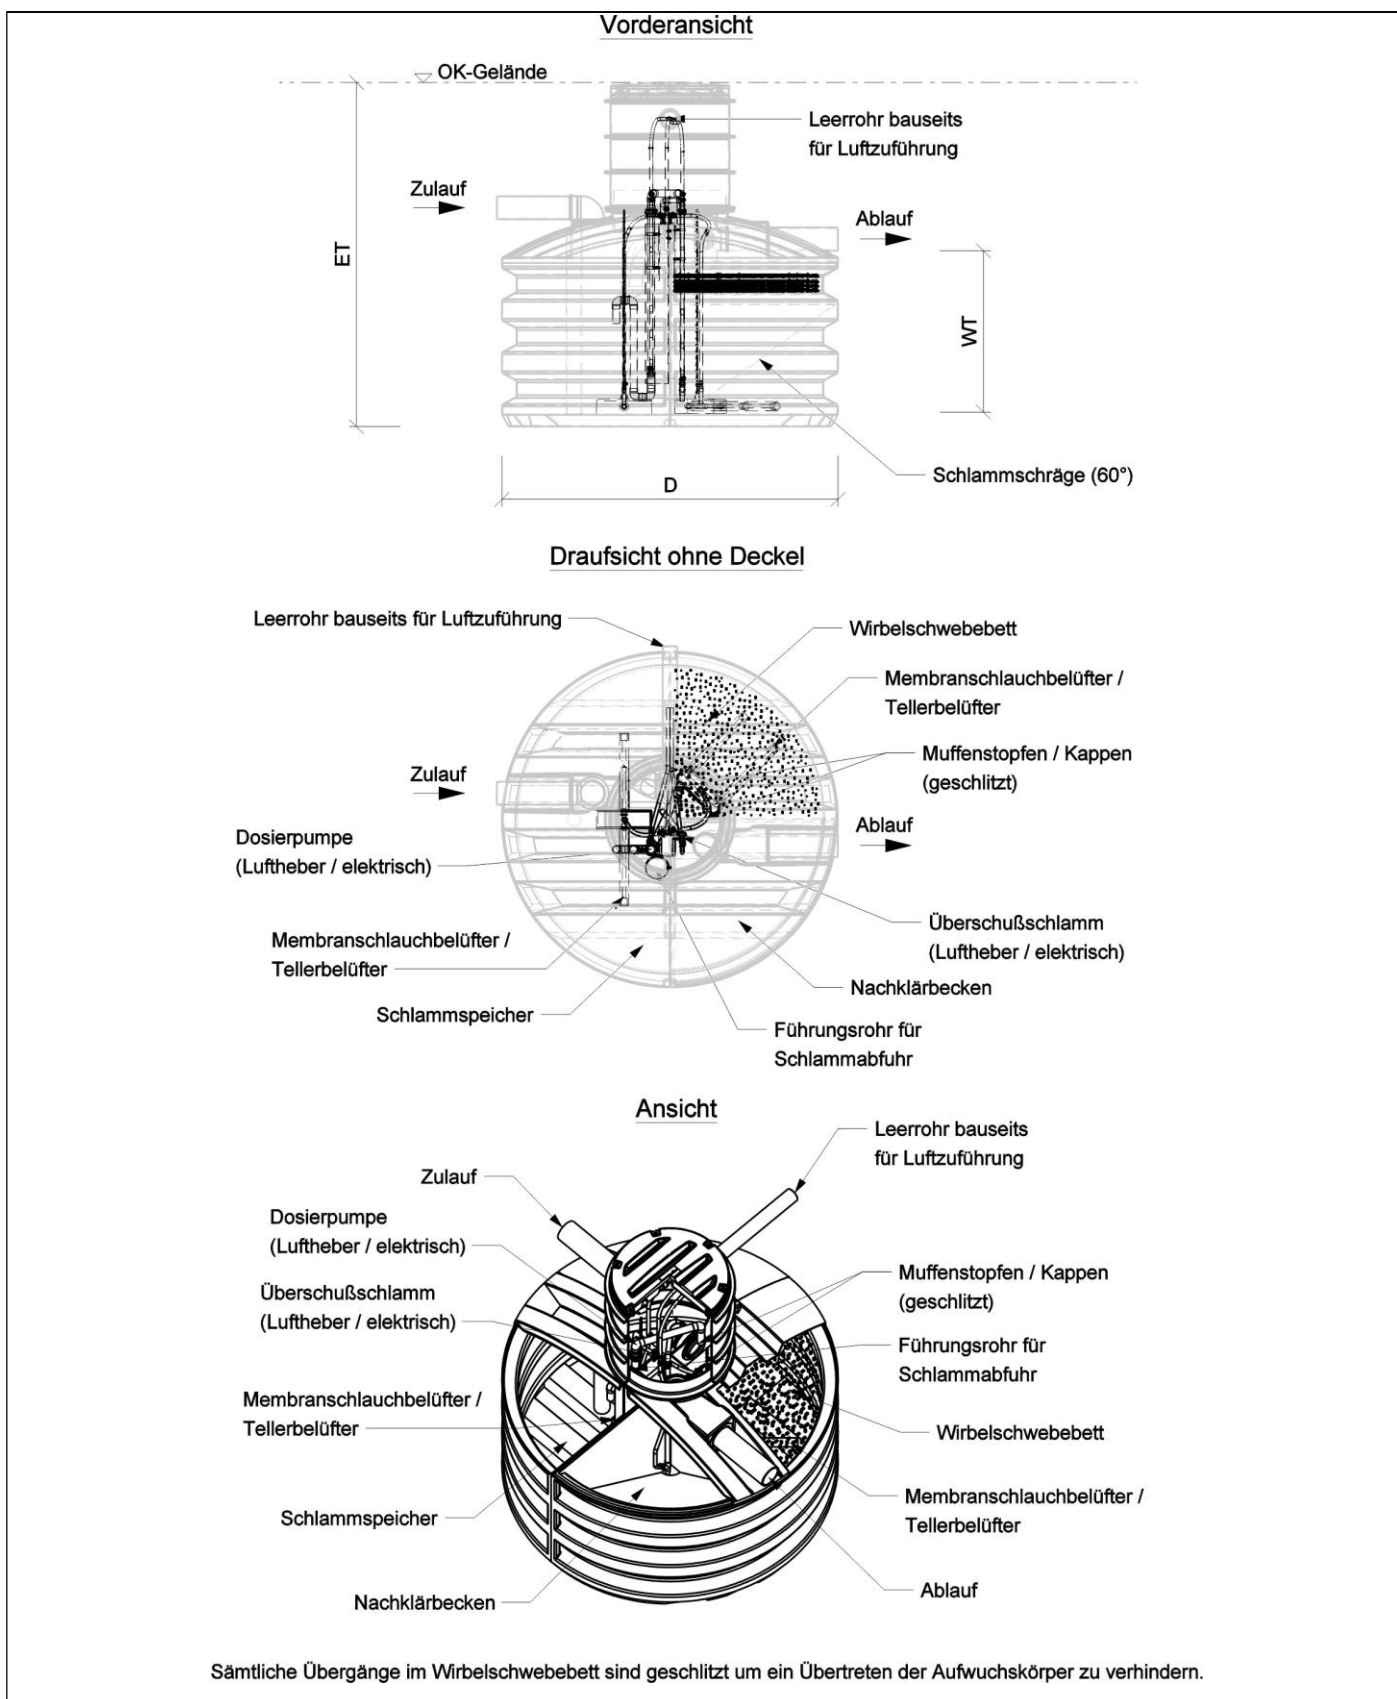 Vorderansicht
OK-Gelände
Leerrohr bauseits
für Luftzuführung
Zulauf
Ablauf
ET
WT
D
Schlammschräge (60°)
Draufsicht ohne Deckel
Leerrohr bauseits für Luftzuführung
Wirbelschwebebett
Membranschlauchbelüfter /
Tellerbelüfter
Muffenstopfen / Kappen
(geschlitzt)
Zulauf
Ablauf
Dosierpumpe
(Luftheber / elektrisch)
Überschußschlamm
(Luftheber / elektrisch)
Membranschlauchbelüfter /
Tellerbelüfter
Nachklärbecken
Schlammspeicher
Führungsrohr für
Schlammabfuhr
Ansicht
Leerrohr bauseits
für Luftzuführung
Zulauf
Dosierpumpe
(Luftheber / elektrisch)
Überschußschlamm
(Luftheber / elektrisch)
Muffenstopfen / Kappen
(geschlitzt)
Führungsrohr für
Schlammabfuhr
Membranschlauchbelüfter /
Tellerbelüfter
Wirbelschwebebett
Membranschlauchbelüfter /
Tellerbelüfter
Schlammspeicher
Ablauf
Nachklärbecken
Sämtliche Übergänge im Wirbelschwebebett sind geschlitzt um ein Übertreten der Aufwuchskörper zu verhindern.